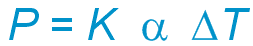 P = K α ΔT